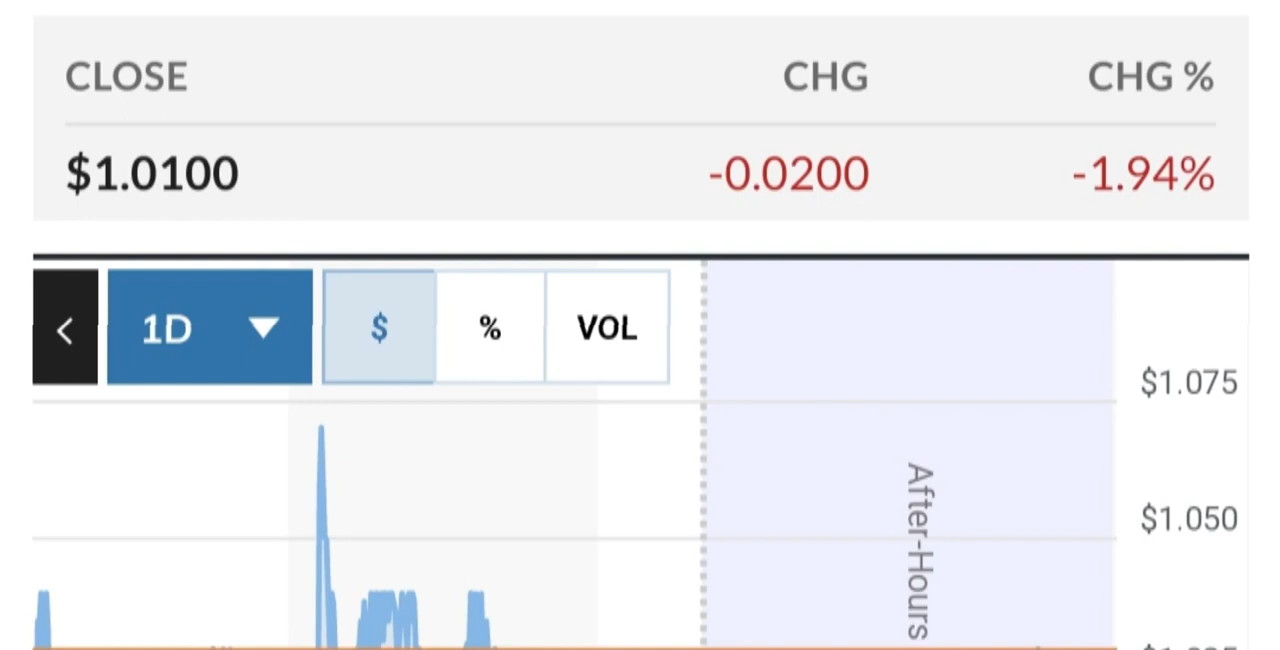 CLOSE CHG CHG %
$1.0100 -0.0200 -1.94%
1D $ % VOL
$1.075
$1.050
After-Hours